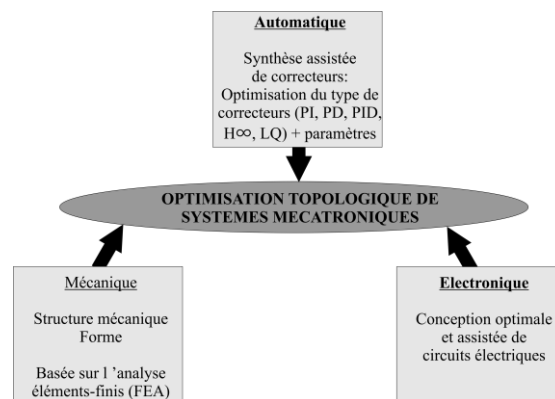 Automatique
Synthèse assistée
de correcteurs:
Optimisation du type de
correcteurs (PI, PD, PID,
H∞, LQ) + paramètres
OPTIMISATION TOPOLOGIQUE DE
SYSTEMES MECATRONIQUES
Mécanique
Structure mécanique
Forme
Basée sur l ’analyse
éléments-finis (FEA)
Electronique
Conception optimale
et assistée de
circuits électriques